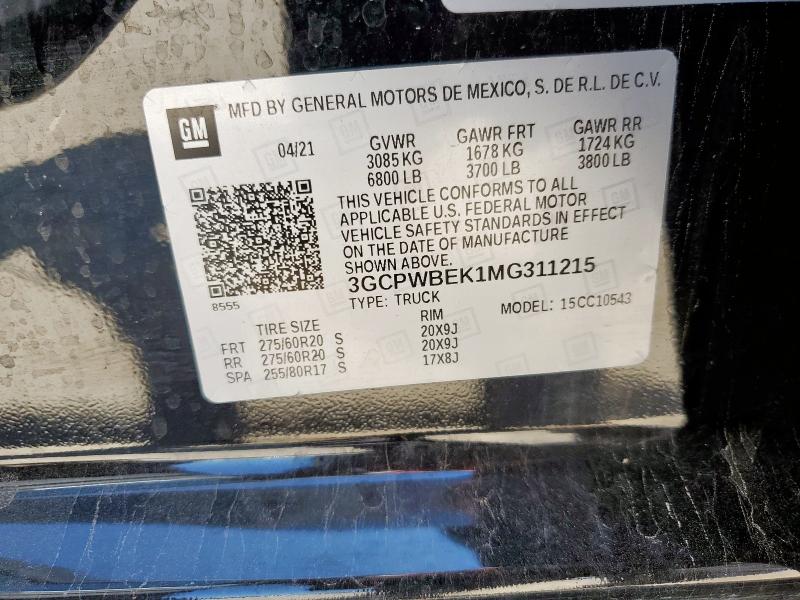 GM
MFD BY GENERAL MOTORS DE MEXICO, S. DE R.L. DE C.V.
04/21 GVWR GAWR FRT GAWR RR
3085 KG 1678 KG 1724 KG
6800 LB 3700 LB 3800 LB
THIS VEHICLE CONFORMS TO ALL
APPLICABLE U.S. FEDERAL MOTOR
VEHICLE SAFETY STANDARDS IN EFFECT
ON THE DATE OF MANUFACTURE
SHOWN ABOVE.
8555
3GCPWBEK1MG311215
TYPE: TRUCK MODEL: 15CC10543
TIRE SIZE RIM
FRT 275/60R20 S 20X9J
RR 275/60R20 S 20X9J
SPA 255/80R17 S 17X8J